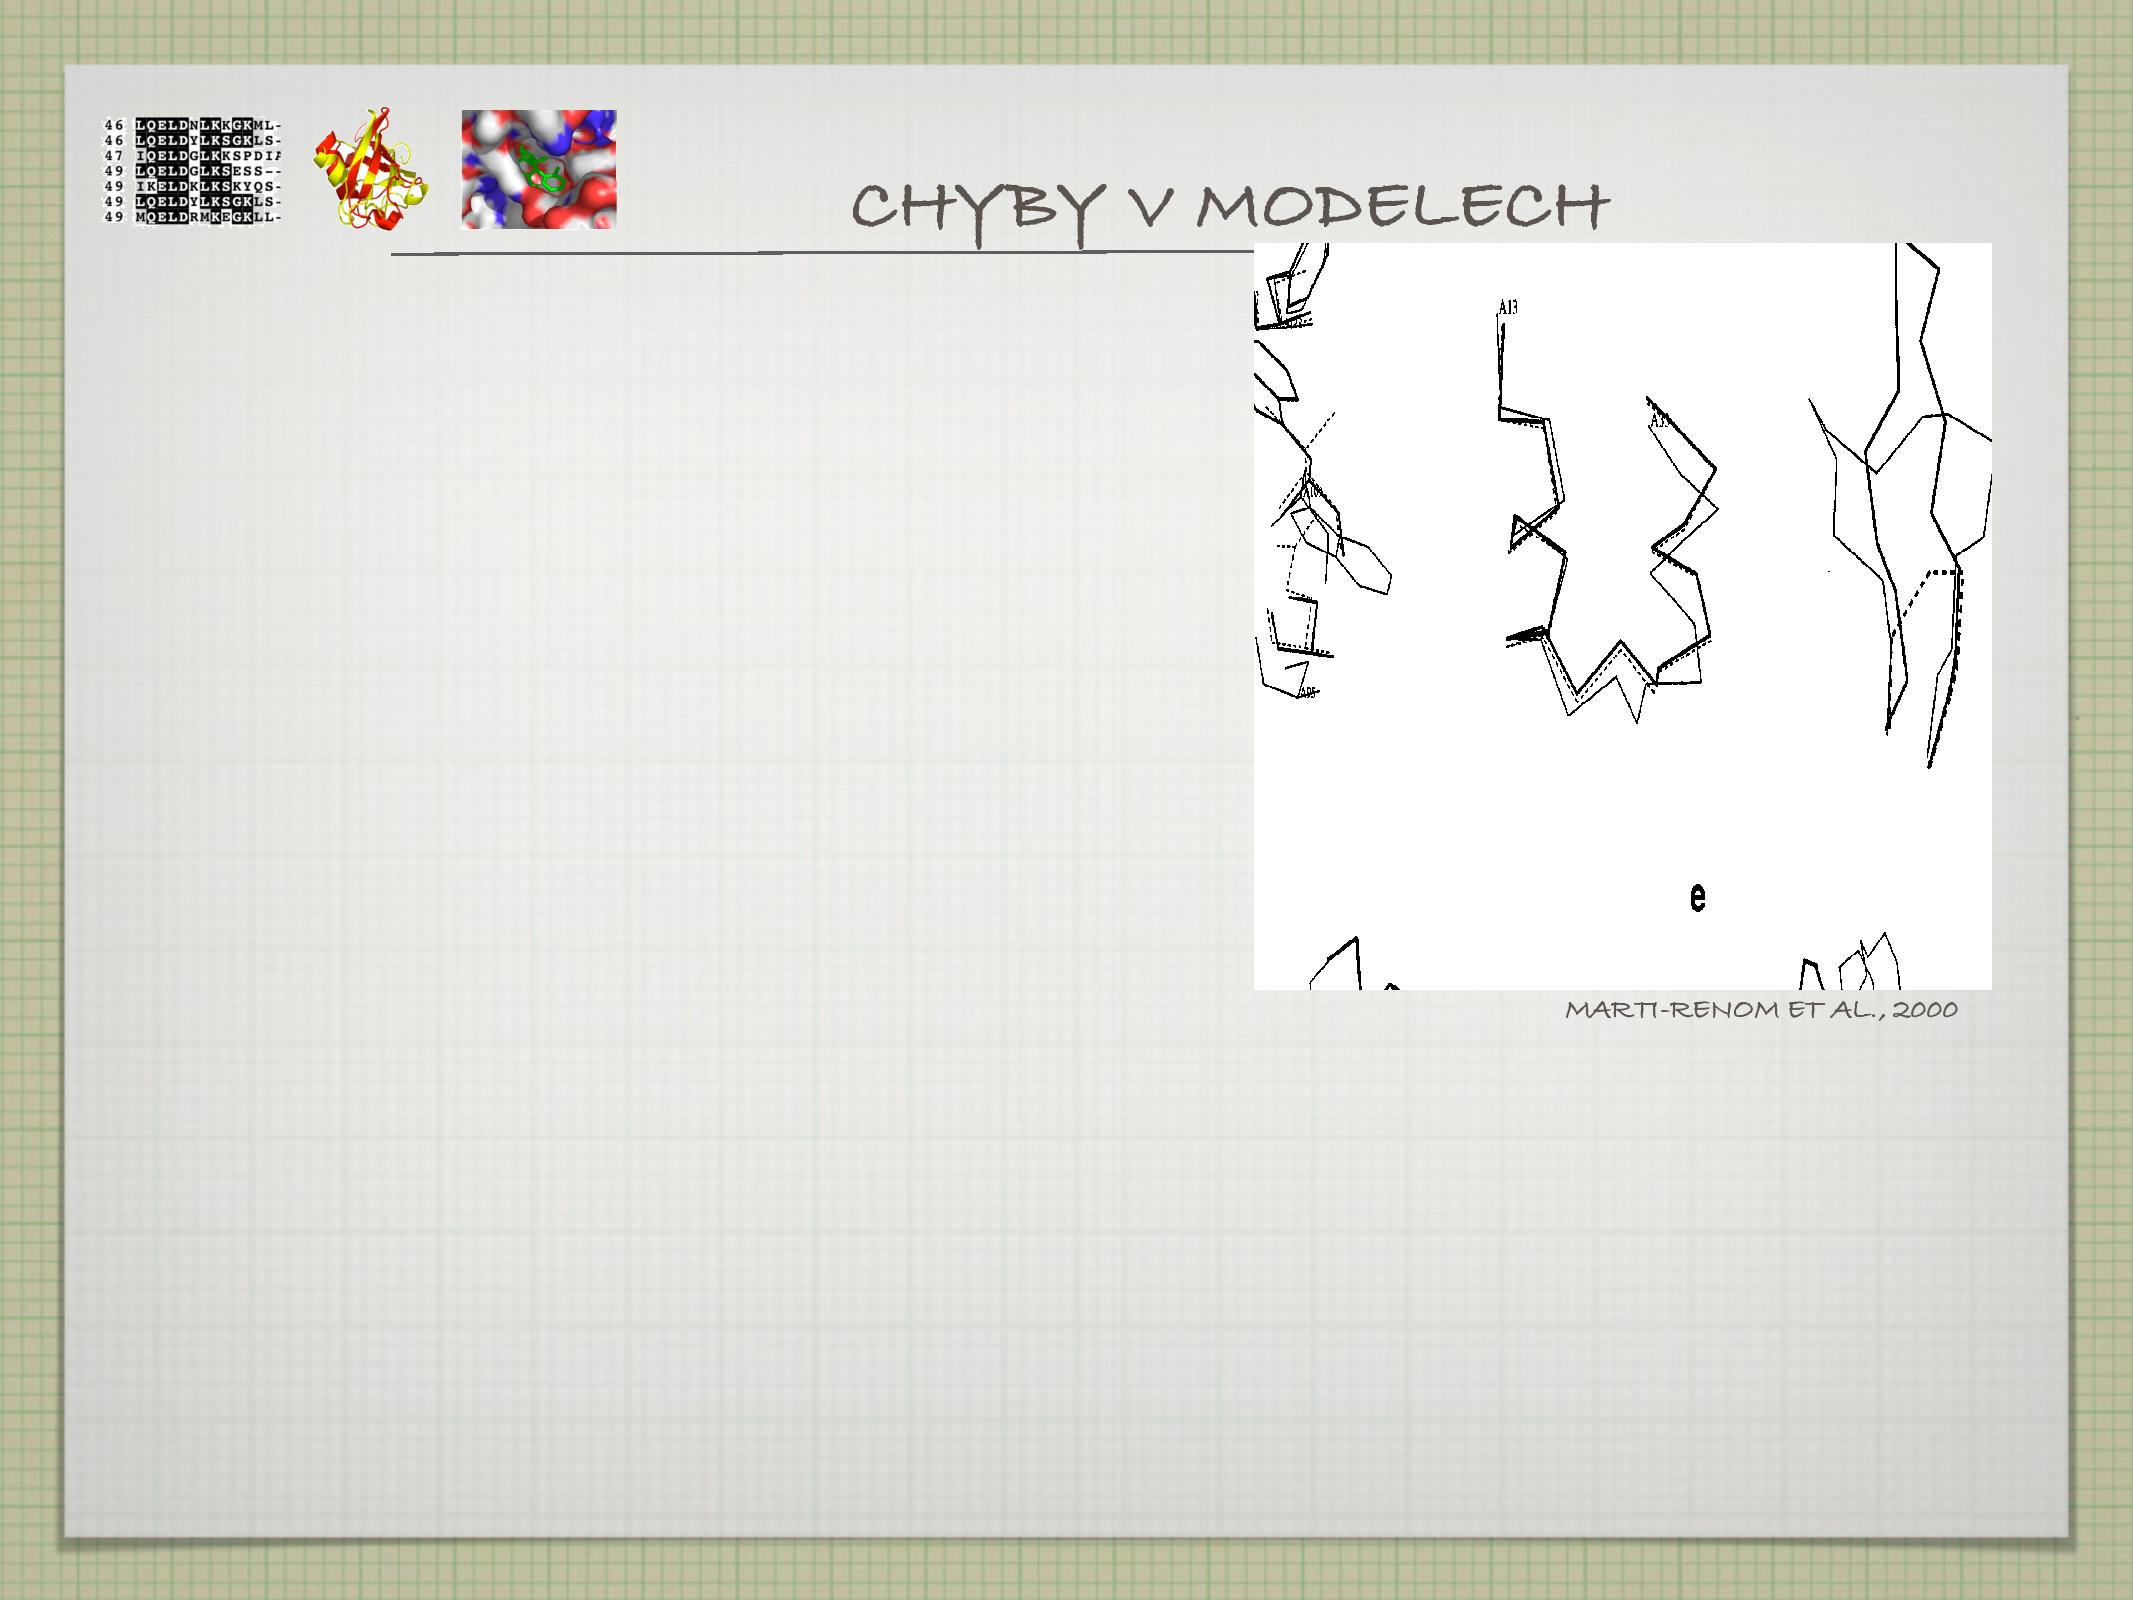 46 LQELDNLKKGKML-
46 LQELDYLKSGKLS-
47 IQELDGLKKSPDIA
49 LQELDGLKSESS--
49 IKELDKLKSKYQS-
49 LQELDYLKSGKLS-
49 MQELDRMKEGKLL-
CHYBY V MODELECH
A13
e
MARTI-RENOM ET AL., 2000